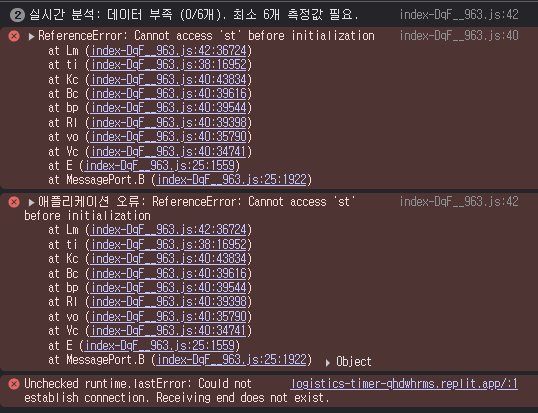 2 실시간 분석: 데이터 부족 (0/6개). 최소 6개 측정값 필요. index-DqF__963.js:42
▶ReferenceError: Cannot access 'st' before initialization index-DqF__963.js:40
at Lm (index-DqF__963.js:42:36724)
at ti (index-DqF__963.js:38:16952)
at Kc (index-DqF__963.js:40:43834)
at Bc (index-DqF__963.js:40:39616)
at bp (index-DqF__963.js:40:39544)
at Rl (index-DqF__963.js:40:39398)
at vo (index-DqF__963.js:40:35790)
at Yc (index-DqF__963.js:40:34741)
at E (index-DqF__963.js:25:1559)
at MessagePort.B (index-DqF__963.js:25:1922)
▶애플리케이션 오류: ReferenceError: Cannot access 'st' index-DqF__963.js:42
before initialization
at Lm (index-DqF__963.js:42:36724)
at ti (index-DqF__963.js:38:16952)
at Kc (index-DqF__963.js:40:43834)
at Bc (index-DqF__963.js:40:39616)
at bp (index-DqF__963.js:40:39544)
at Rl (index-DqF__963.js:40:39398)
at vo (index-DqF__963.js:40:35790)
at Yc (index-DqF__963.js:40:34741)
at E (index-DqF__963.js:25:1559)
at MessagePort.B (index-DqF__963.js:25:1922) ▶ Object
Unchecked runtime.lastError: Could not logistics-timer-qhdwhrms.replit.app/:1
establish connection. Receiving end does not exist.